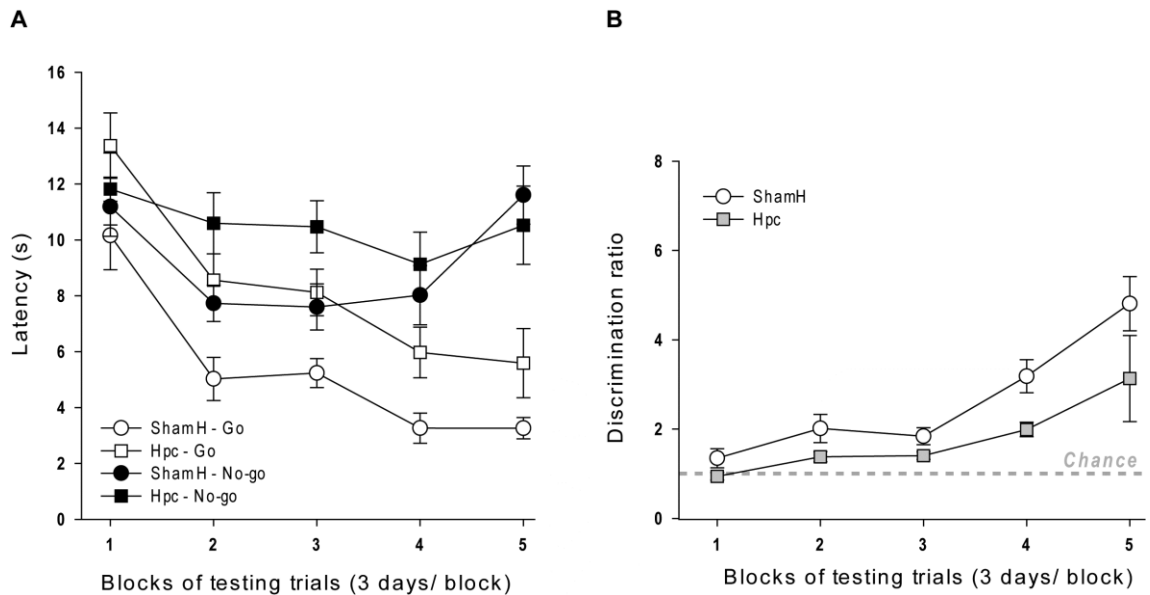 A
Latency (s)
16
14
12
10
8
6
4
2
0
ShamH - Go
Hpc - Go
ShamH - No-go
Hpc - No-go
1 2 3 4 5
Blocks of testing trials (3 days/ block)
B
Discrimination ratio
8
6
4
2
0
ShamH
Hpc
Chance
1 2 3 4 5
Blocks of testing trials (3 days/ block)